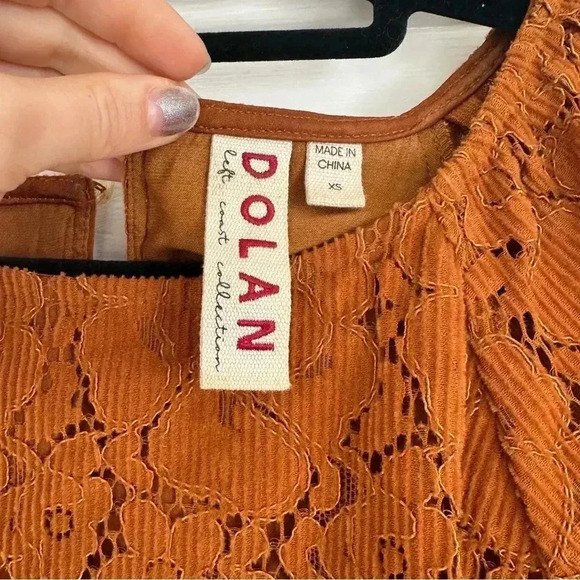 DOLAN
left coast collection
MADE IN
CHINA
XS